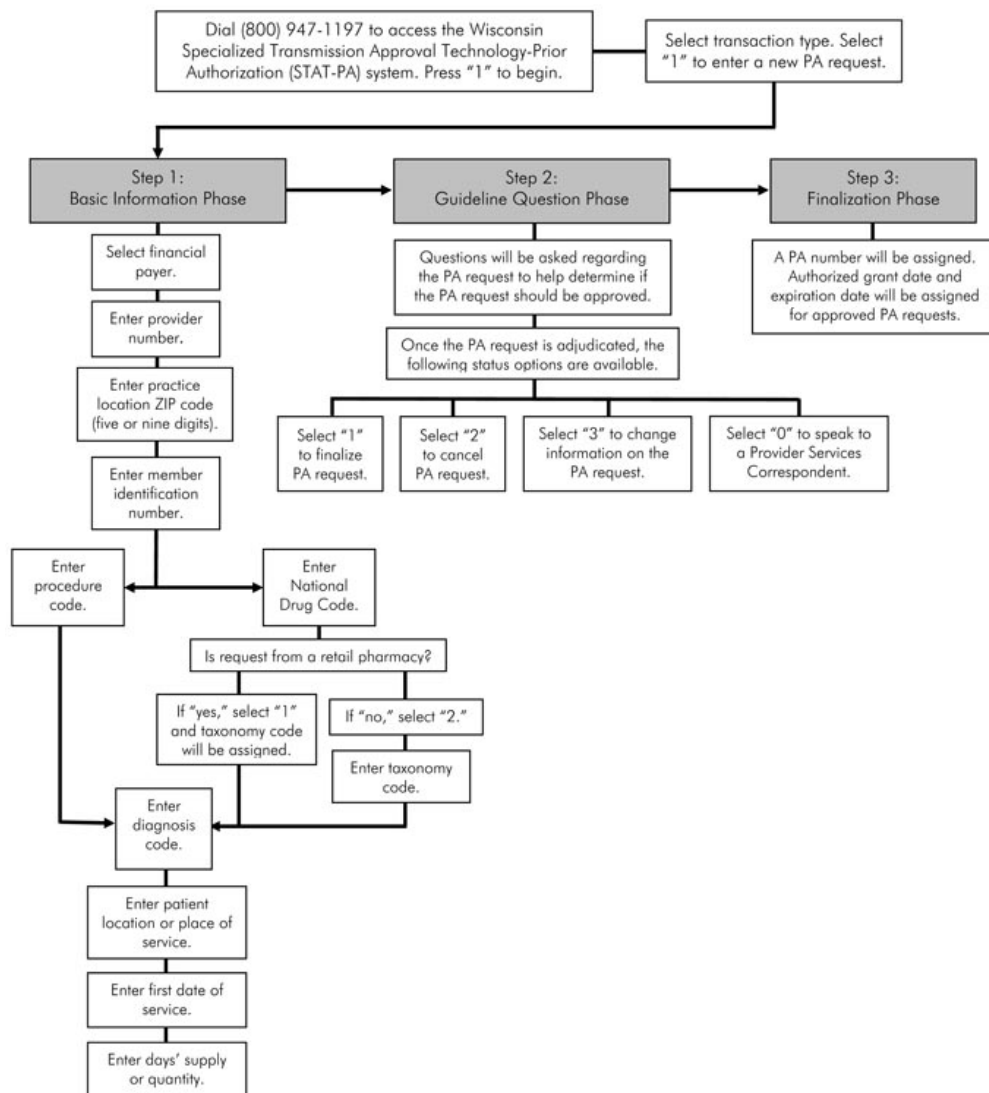 Dial (800) 947-1197 to access the Wisconsin
Specialized Transmission Approval Technology-Prior
Authorization (STAT-PA) system. Press “1” to begin.
Select transaction type. Select
“1” to enter a new PA request.
Step 1:
Basic Information Phase
Select financial
payer.
Enter provider
number.
Enter practice
location ZIP code
(five or nine digits).
Enter member
identification
number.
Enter
procedure
code.
Enter
National
Drug Code.
Is request from a retail pharmacy?
If “yes,” select “1”
and taxonomy code
will be assigned.
If “no,” select “2.”
Enter taxonomy
code.
Enter
diagnosis
code.
Enter patient
location or place of
service.
Enter first date of
service.
Enter days’ supply
or quantity.
Step 2:
Guideline Question Phase
Questions will be asked regarding
the PA request to help determine if
the PA request should be approved.
Once the PA request is adjudicated, the
following status options are available.
Select “1”
to finalize
PA request.
Select “2”
to cancel
PA request.
Select “3” to change
information on the
PA request.
Select “0” to speak to
a Provider Services
Correspondent.
Step 3:
Finalization Phase
A PA number will be assigned.
Authorized grant date and
expiration date will be assigned
for approved PA requests.